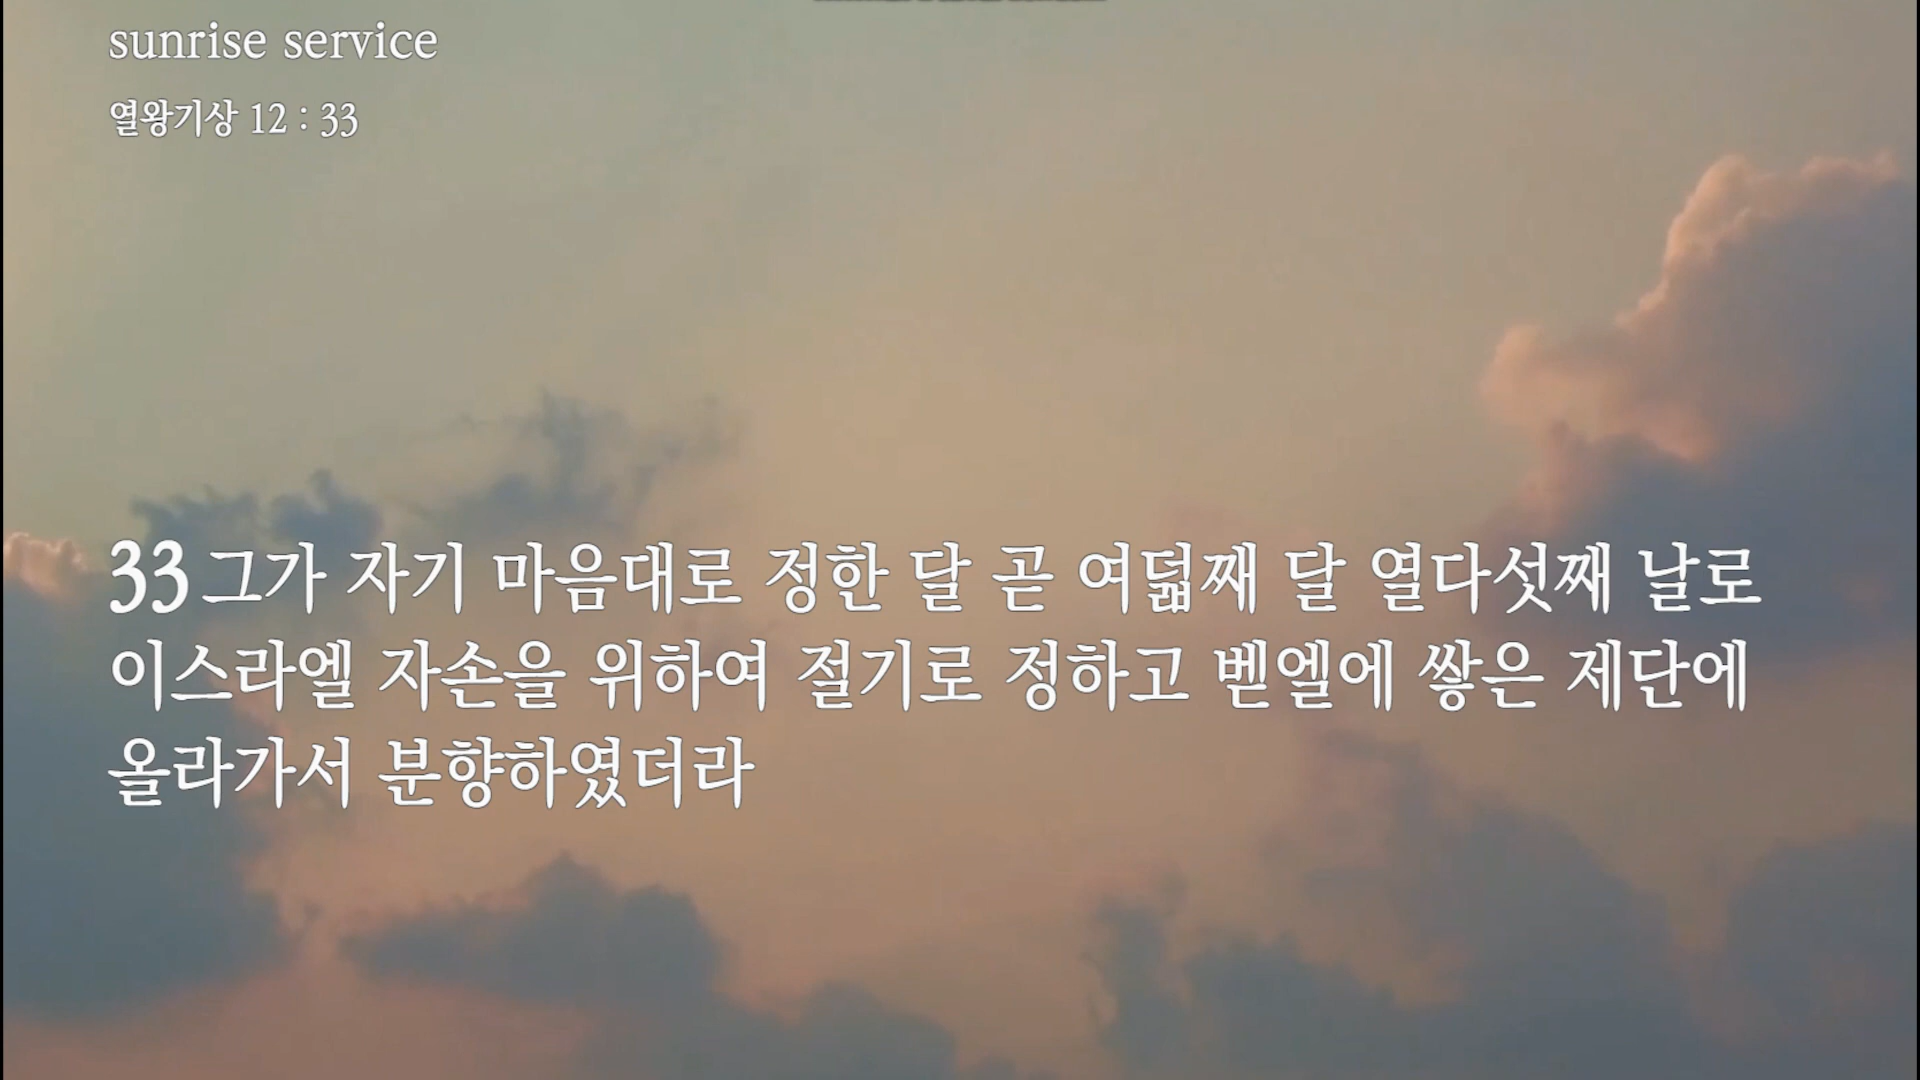 sunrise service
열왕기상 12 : 33
33 그가 자기 마음대로 정한 달 곧 여덟째 달 열다섯째 날로
이스라엘 자손을 위하여 절기로 정하고 벧엘에 쌓은 제단에
올라가서 분향하였더라